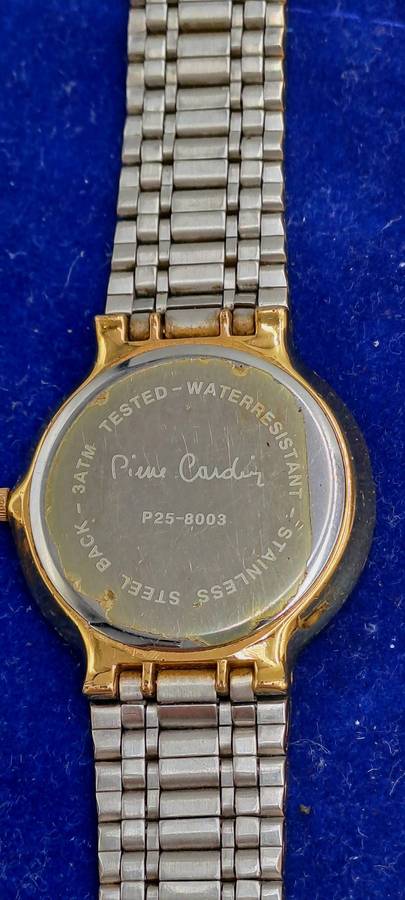 3ATM TESTED-WATERRESISTANT - STAINLESS STEEL BACK -
Pierre Cardin
P25-8003